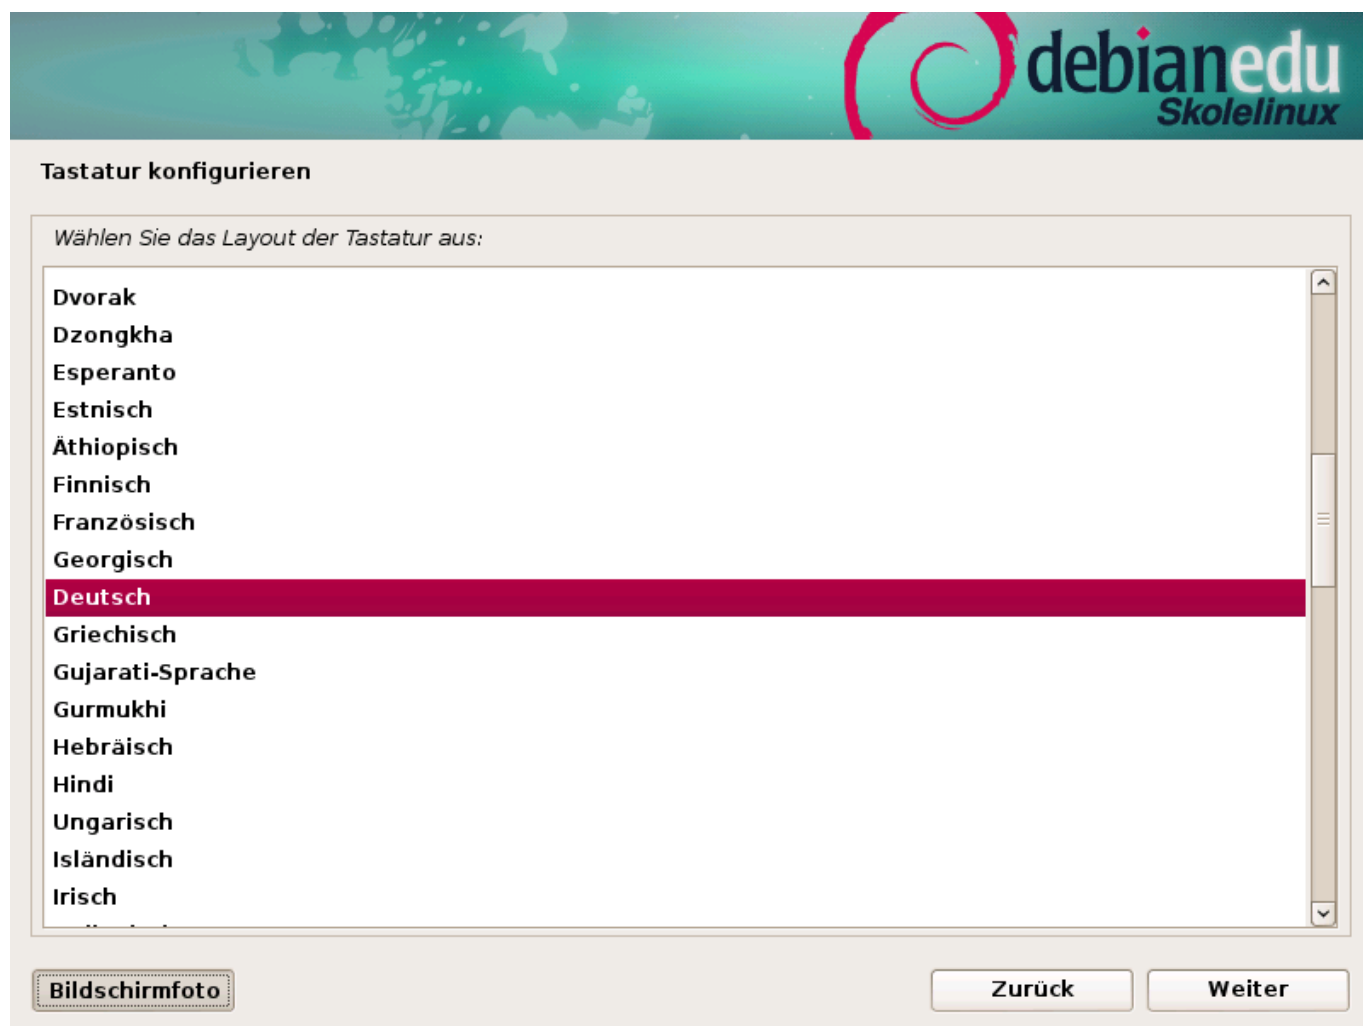 debianedu
Skolelinux
Tastatur konfigurieren
Wählen Sie das Layout der Tastatur aus:
Dvorak
Dzongkha
Esperanto
Estnisch
Äthiopisch
Finnisch
Französisch
Georgisch
Deutsch
Griechisch
Gujarati-Sprache
Gurmukhi
Hebräisch
Hindi
Ungarisch
Isländisch
Irisch
Bildschirmfoto Zurück Weiter